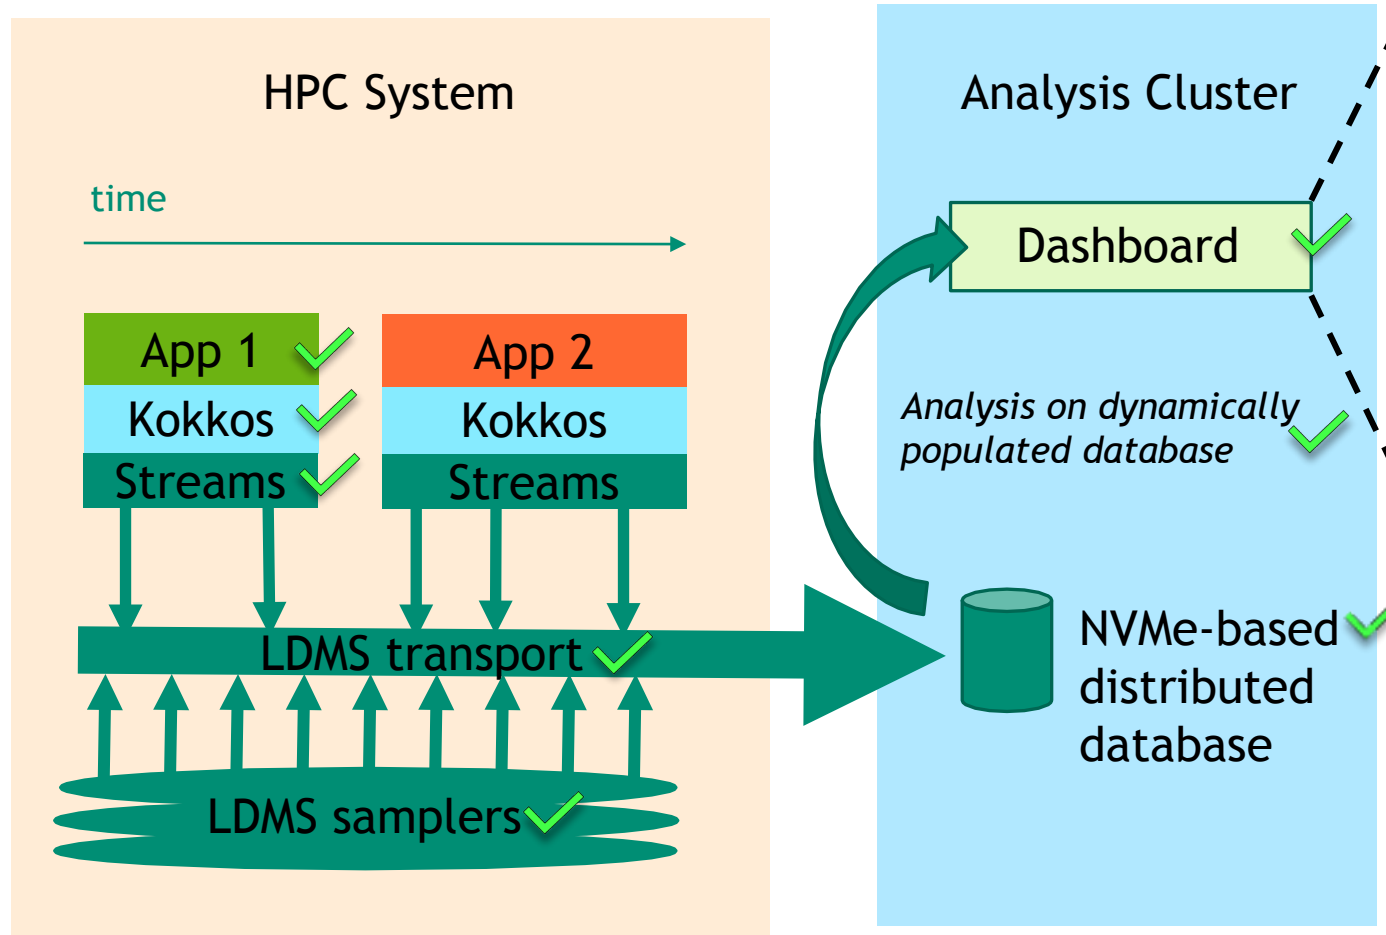 HPC System
time
App 1
Kokkos
Streams
App 2
Kokkos
Streams
LDMS transport
LDMS samplers
Analysis Cluster
Dashboard
Analysis on dynamically
populated database
NVMe-based
distributed
database